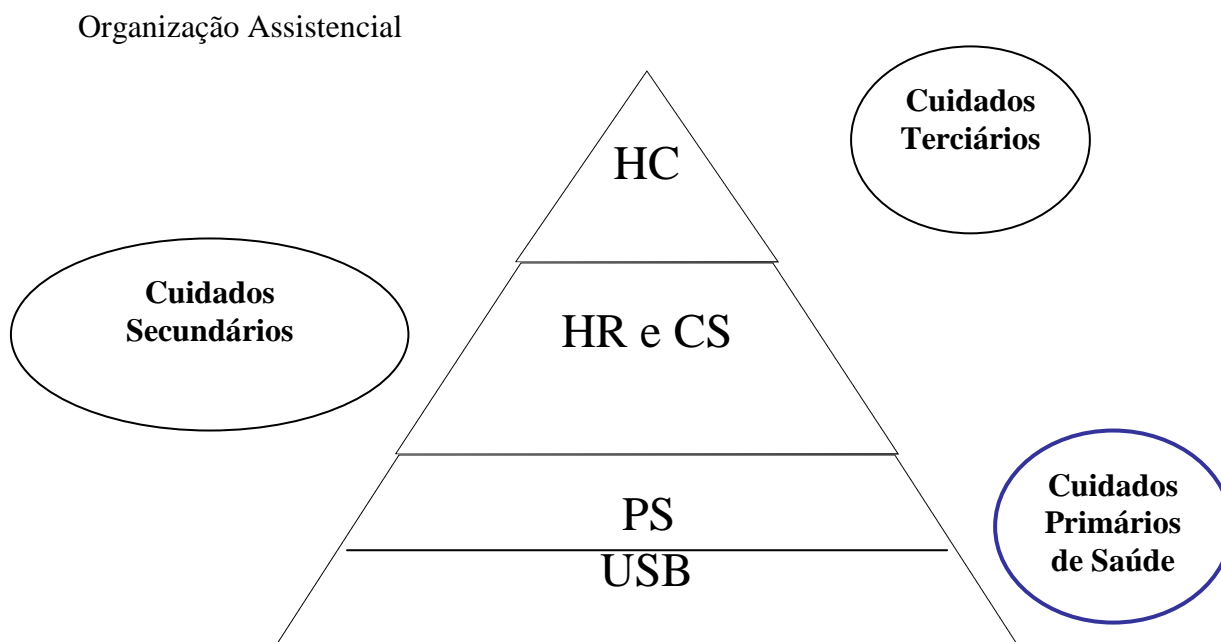 Organização Assistencial
Cuidados
Terciários
HC
Cuidados
Secundários
HR e CS
Cuidados
Primários
de Saúde
PS
USB